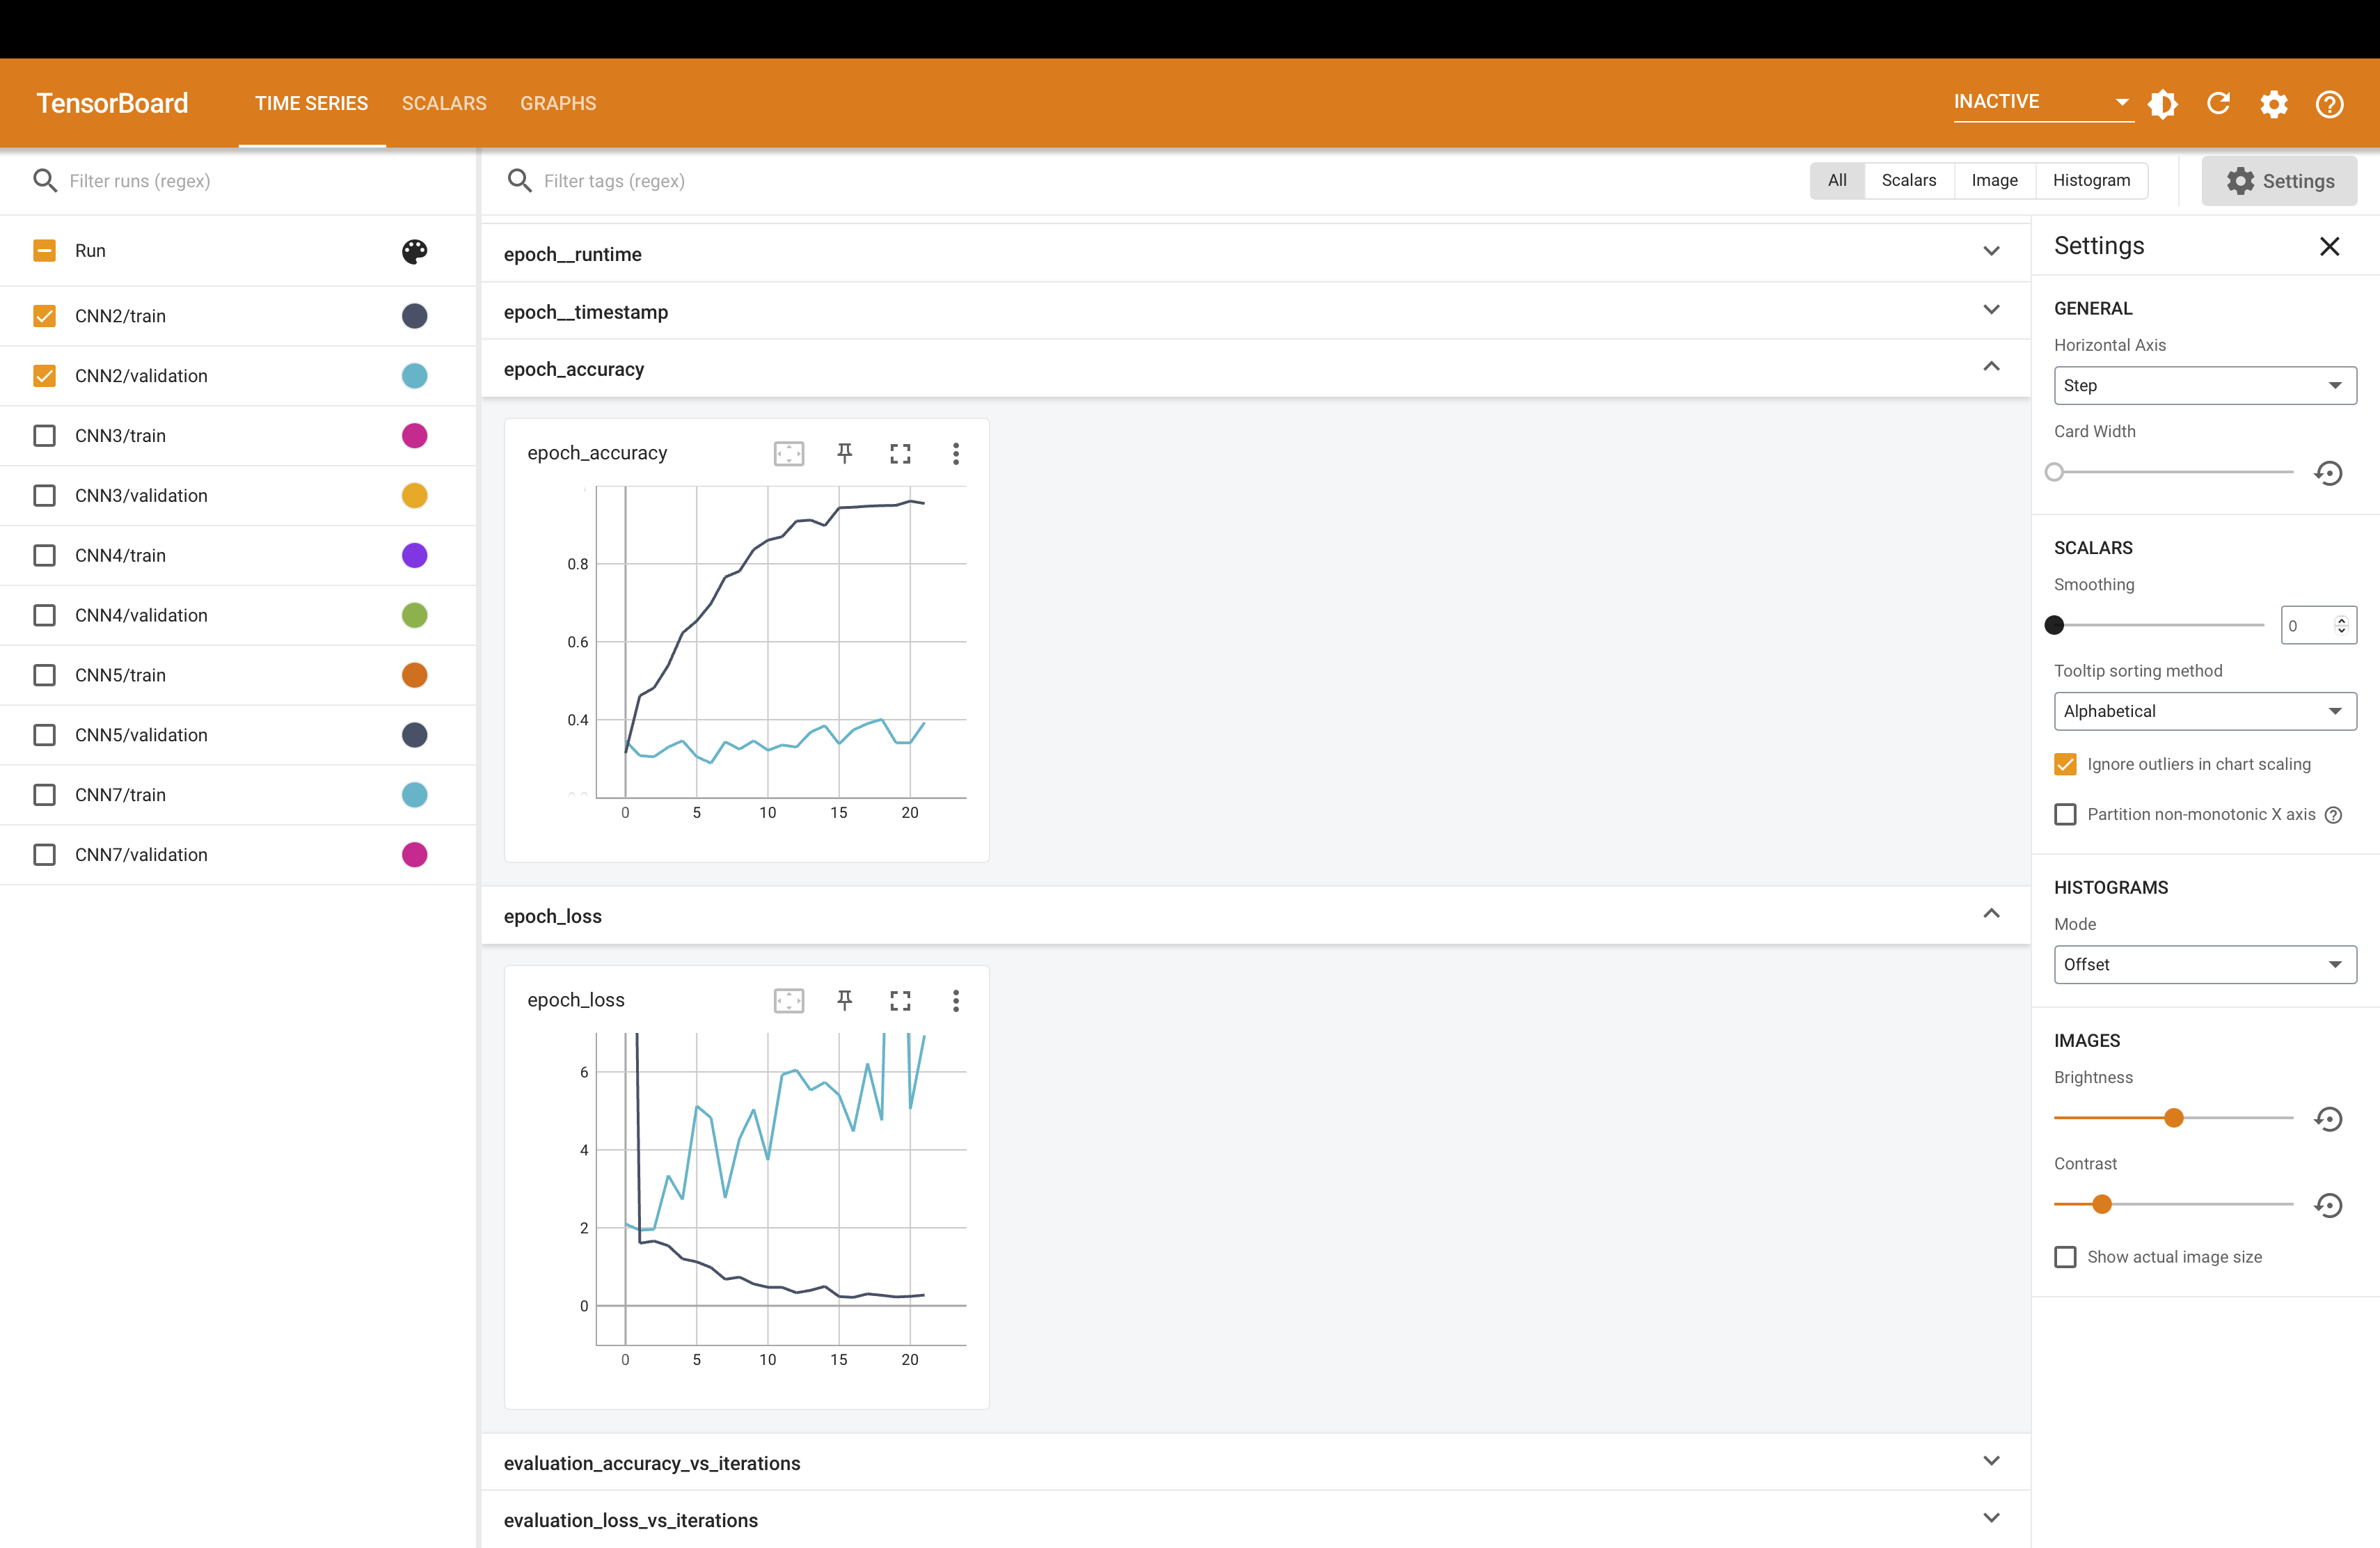 TensorBoard TIME SERIES SCALARS GRAPHS INACTIVE
Filter runs (regex)
Run
CNN2/train
CNN2/validation
CNN3/train
CNN3/validation
CNN4/train
CNN4/validation
CNN5/train
CNN5/validation
CNN7/train
CNN7/validation
Filter tags (regex) All Scalars Image Histogram Settings
epoch__runtime
epoch__timestamp
epoch_accuracy
epoch_accuracy
0.8
0.6
0.4
0 5 10 15 20
epoch_loss
epoch_loss
6
4
2
0
0 5 10 15 20
evaluation_accuracy_vs_iterations
evaluation_loss_vs_iterations
Settings
GENERAL
Horizontal Axis
Step
Card Width
SCALARS
Smoothing
0
Tooltip sorting method
Alphabetical
Ignore outliers in chart scaling
Partition non-monotonic X axis
HISTOGRAMS
Mode
Offset
IMAGES
Brightness
Contrast
Show actual image size